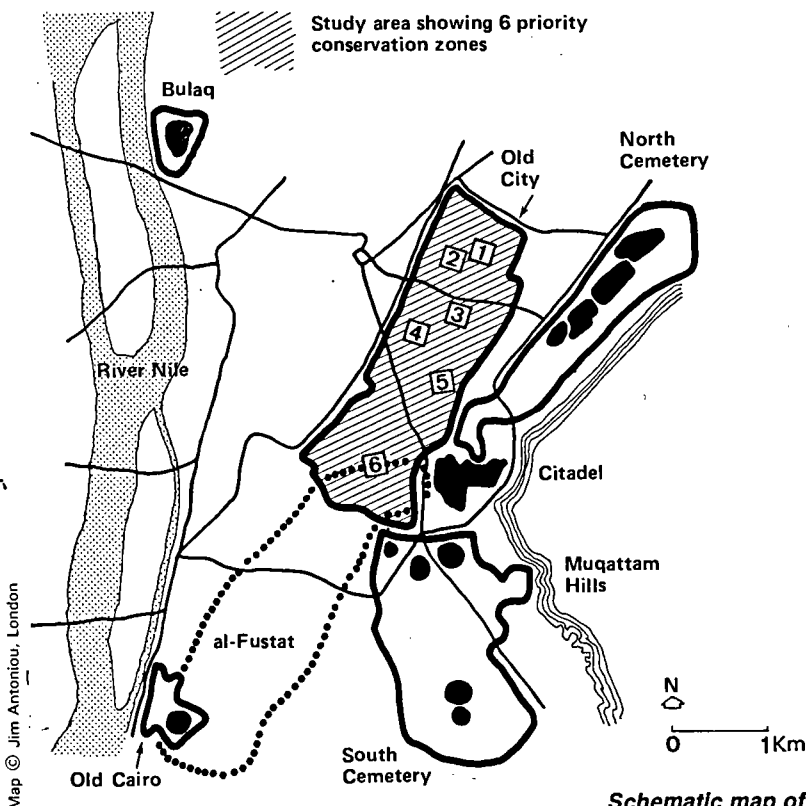 Study area showing 6 priority
conservation zones
Bulaq
North
Cemetery
Old
City
1
2
3
4
5
6
River Nile
Citadel
Muqattam
Hills
al-Fustat
N
0 1Km
South
Cemetery
Old Cairo
Map © Jim Antoniou, London
Schematic map of